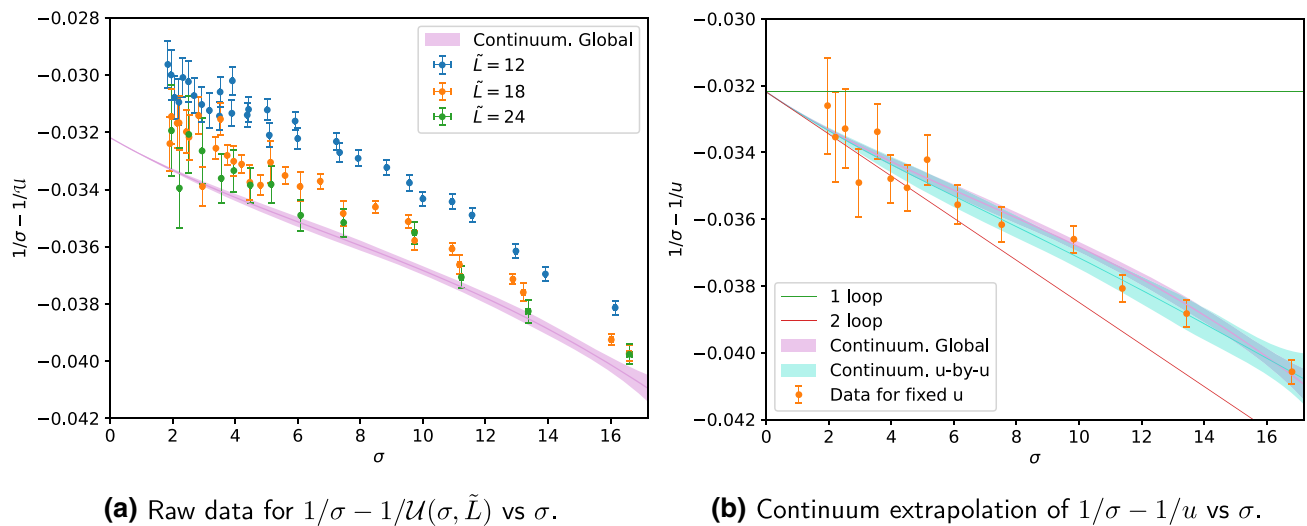 −0.028
−0.030
−0.032
−0.034
−0.036
−0.038
−0.040
−0.042
1/σ − 1/𝒰
0 2 4 6 8 10 12 14 16
σ
Continuum. Global
L̃ = 12
L̃ = 18
L̃ = 24
(a) Raw data for 1/σ − 1/𝒰(σ, L̃) vs σ.
−0.030
−0.032
−0.034
−0.036
−0.038
−0.040
−0.042
1/σ − 1/u
0 2 4 6 8 10 12 14 16
σ
1 loop
2 loop
Continuum. Global
Continuum. u-by-u
Data for fixed u
(b) Continuum extrapolation of 1/σ − 1/u vs σ.